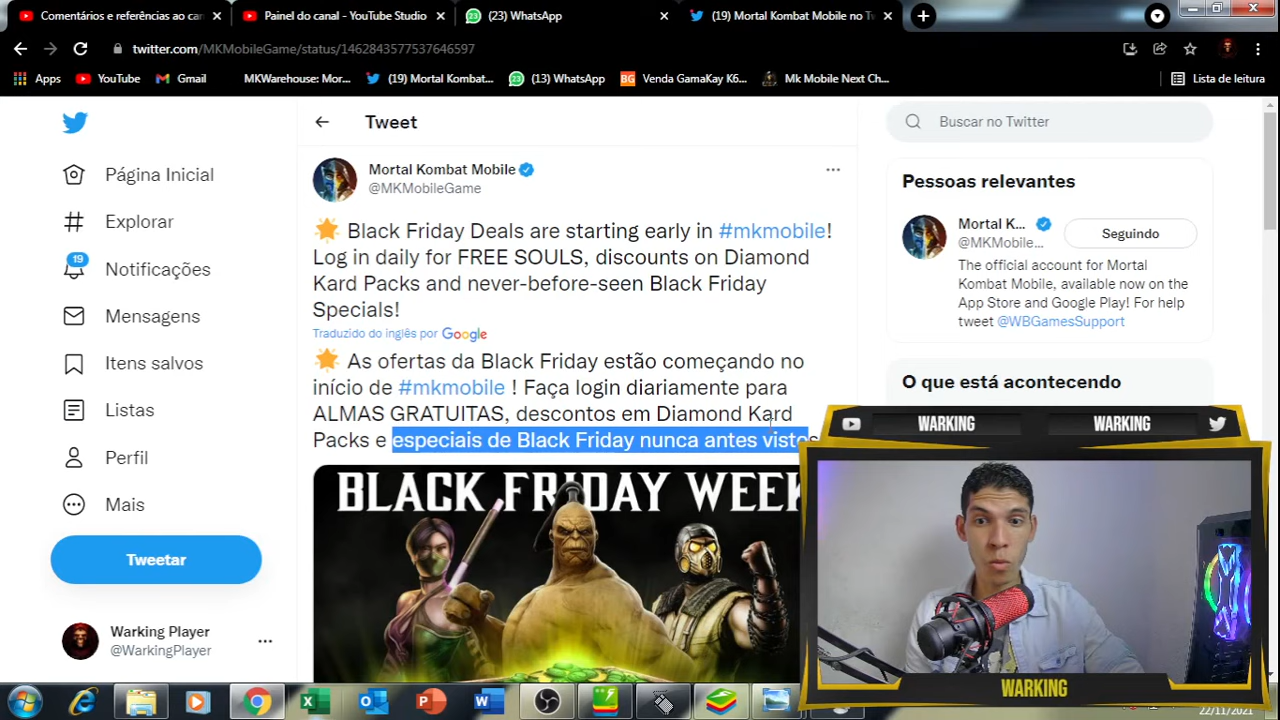 Comentários e referências ao car
Painel do canal - YouTube Studio
(23) WhatsApp
(19) Mortal Kombat Mobile no Tw
twitter.com/MKMobileGame/status/1462843577537646597
Apps
YouTube
Gmail
MKWarehouse: Mor...
(19) Mortal Kombat...
(13) WhatsApp
BG
Venda GamaKay K6...
Mk Mobile Next Ch...
Lista de leitura
Tweet
Buscar no Twitter
Página Inicial
Explorar
19
Notificações
Mensagens
Itens salvos
Listas
Perfil
Mais
Tweetar
Warking Player
@WarkingPlayer
Mortal Kombat Mobile
@MKMobileGame
Black Friday Deals are starting early in #mkmobile!
Log in daily for FREE SOULS, discounts on Diamond
Kard Packs and never-before-seen Black Friday
Specials!
Traduzido do inglês por Google
As ofertas da Black Friday estão começando no
início de #mkmobile ! Faça login diariamente para
ALMAS GRATUITAS, descontos em Diamond Kard
Packs e especiais de Black Friday nunca antes vistos
BLACK FRIDAY WEEK
Pessoas relevantes
Mortal K...
@MKMobile...
Seguindo
The official account for Mortal
Kombat Mobile, available now on the
App Store and Google Play! For help
tweet @WBGamesSupport
O que está acontecendo
WARKING
WARKING
WARKING
22/11/2021